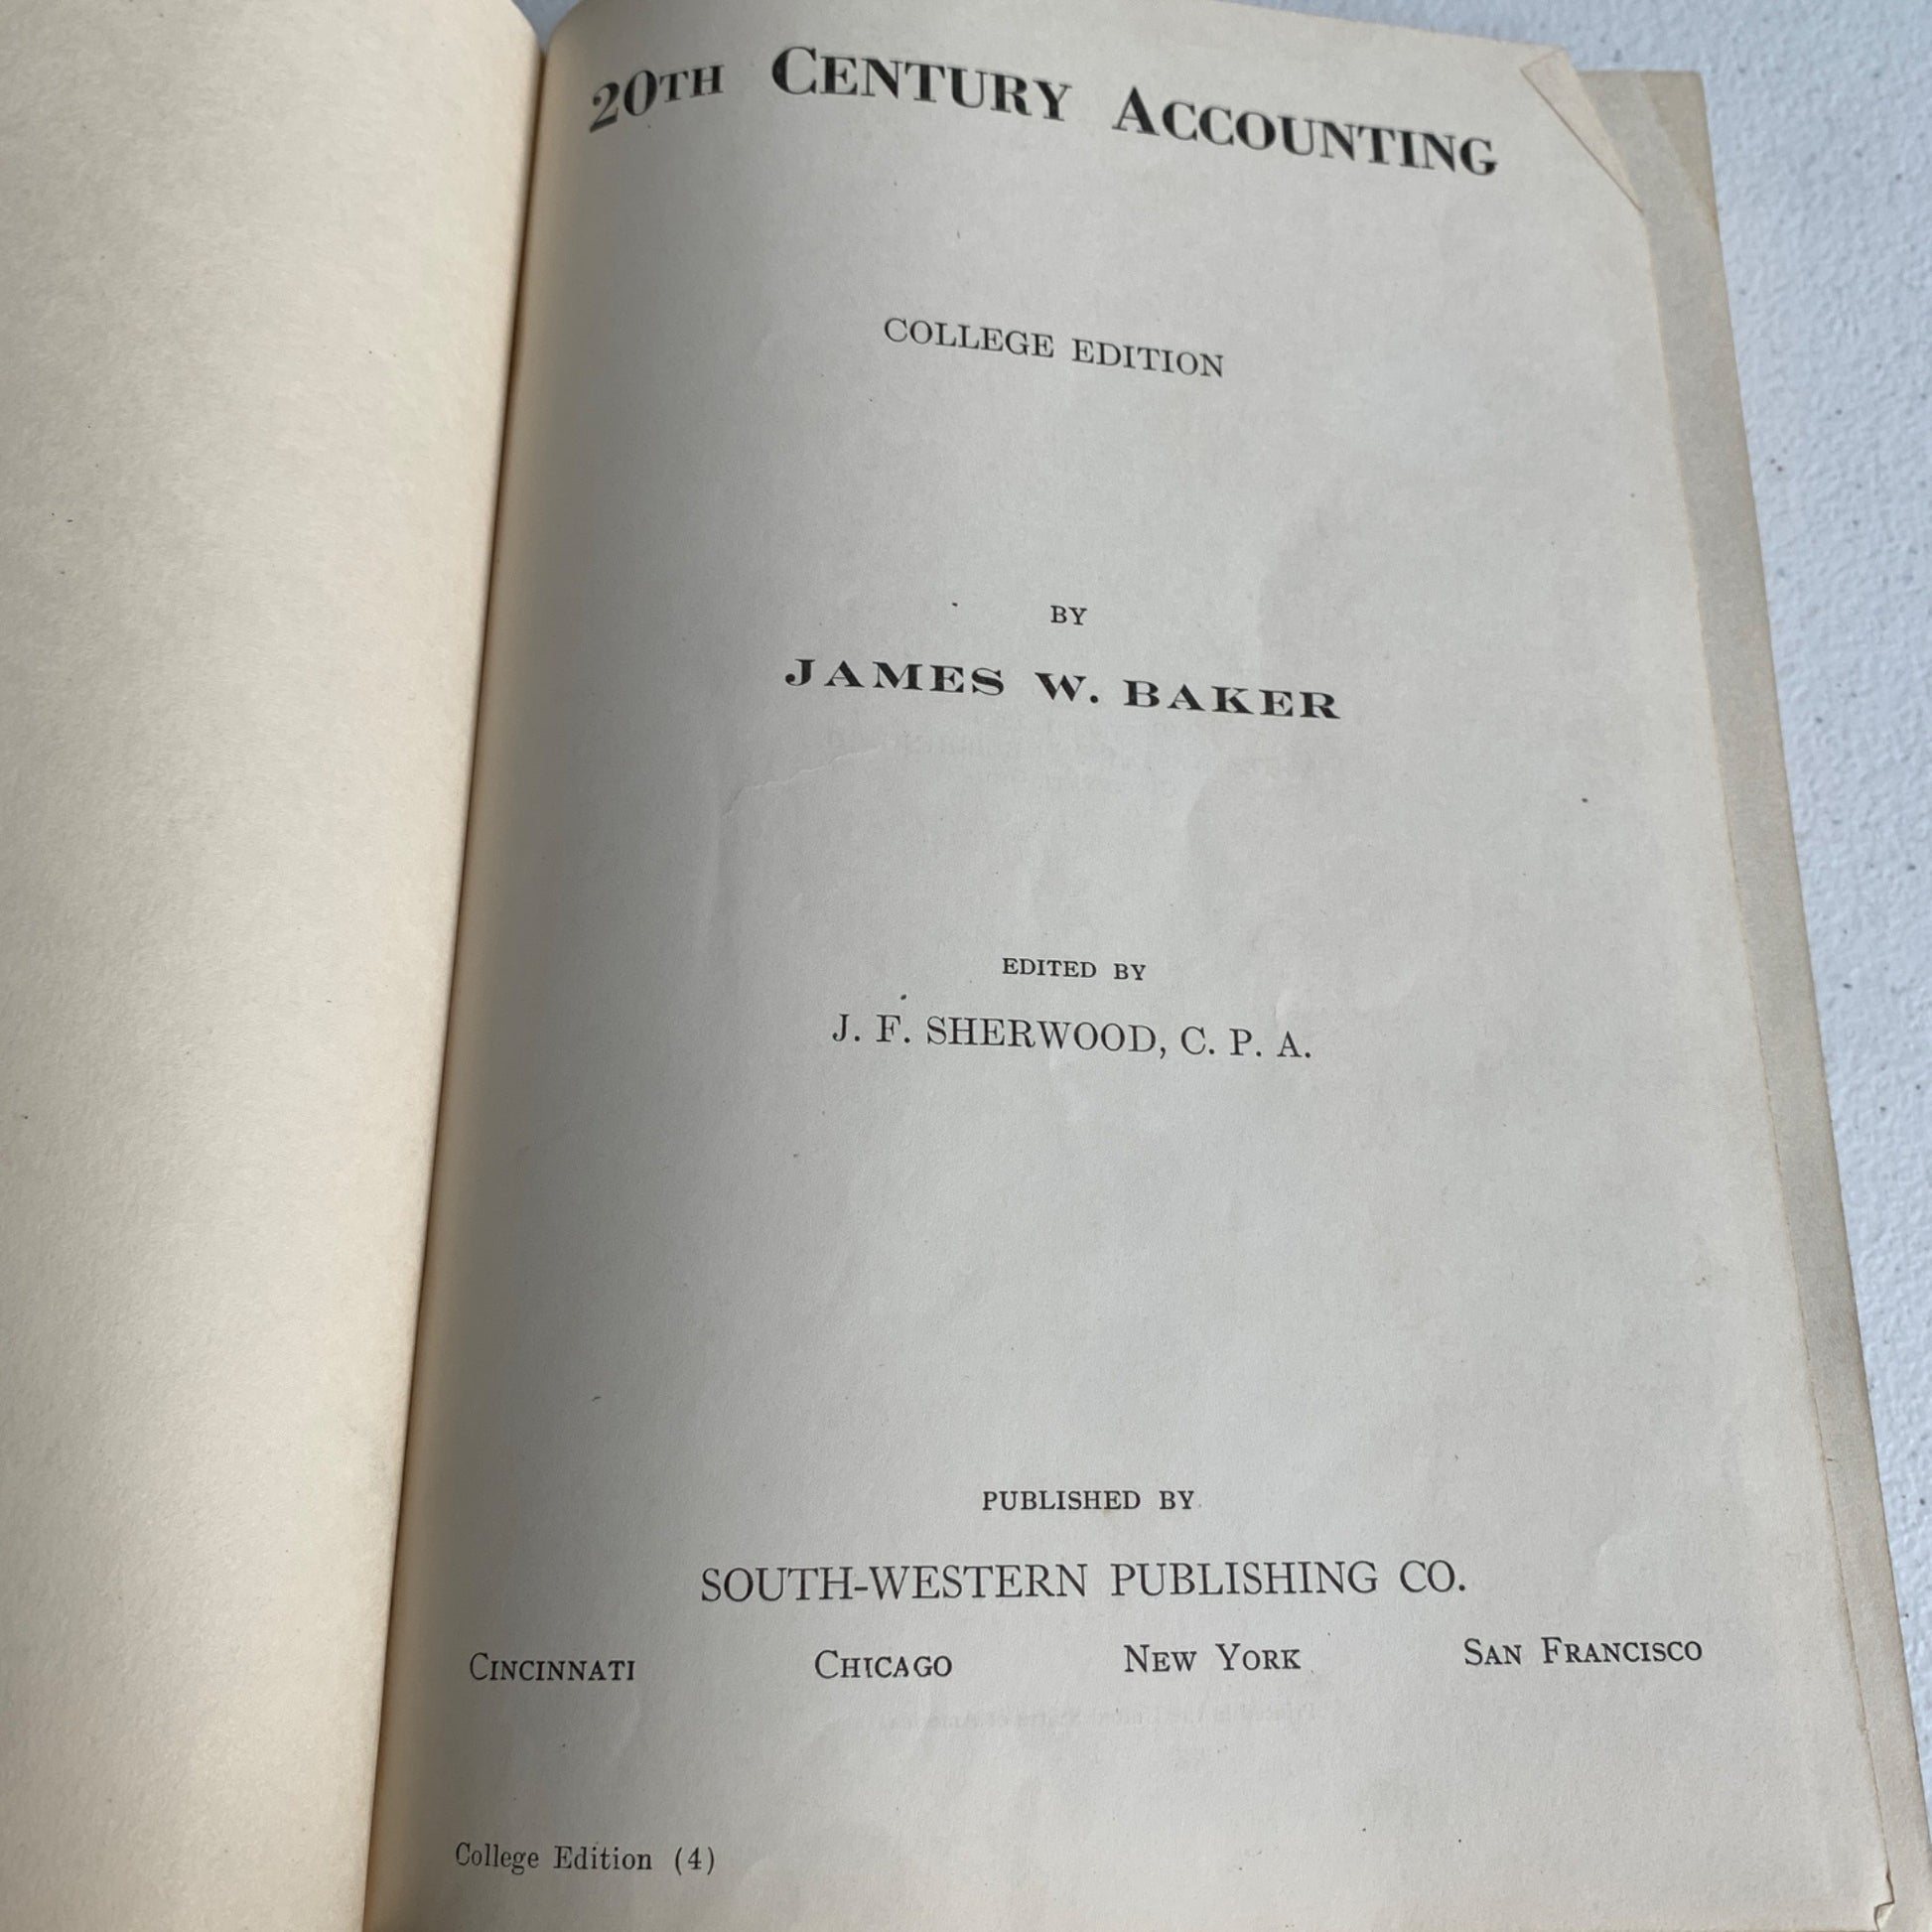 20TH CENTURY ACCOUNTING
COLLEGE EDITION
BY
JAMES W. BAKER
EDITED BY
J. F. SHERWOOD, C. P. A.
PUBLISHED BY
SOUTH-WESTERN PUBLISHING CO.
CINCINNATI CHICAGO NEW YORK SAN FRANCISCO
College Edition (4)